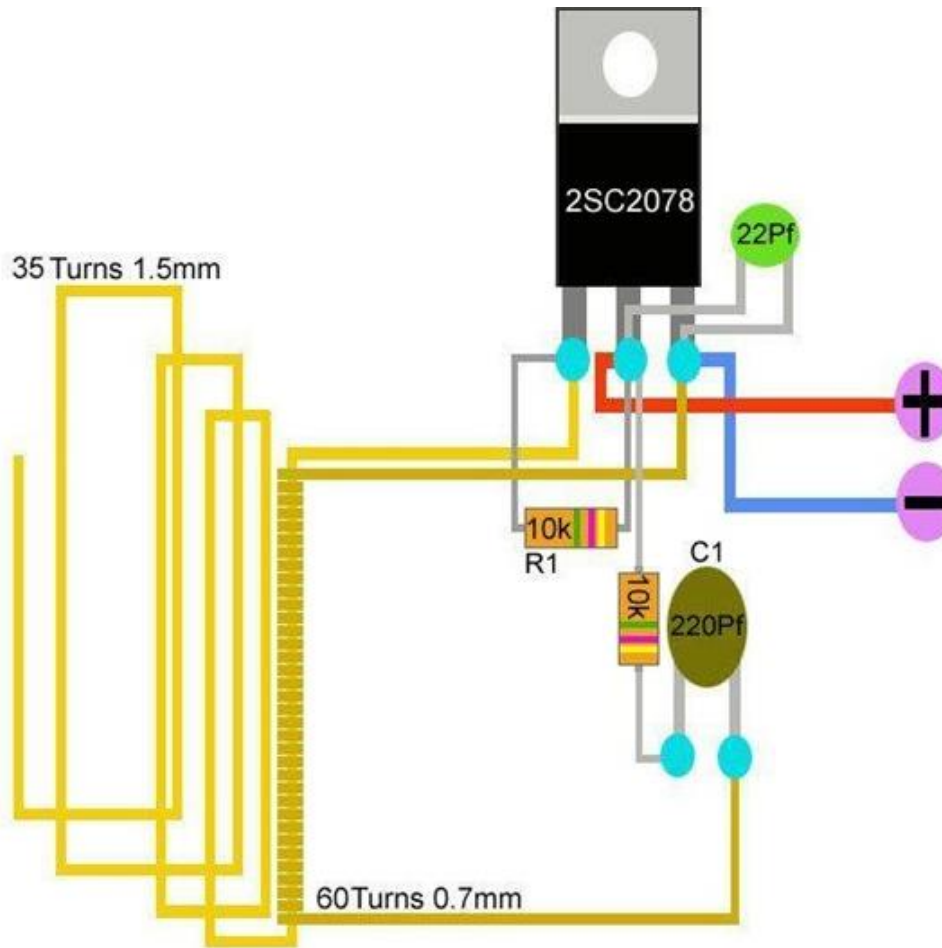 2SC2078
22Pf
35 Turns 1.5mm
+
-
10k
R1
C1
10k
220Pf
60Turns 0.7mm